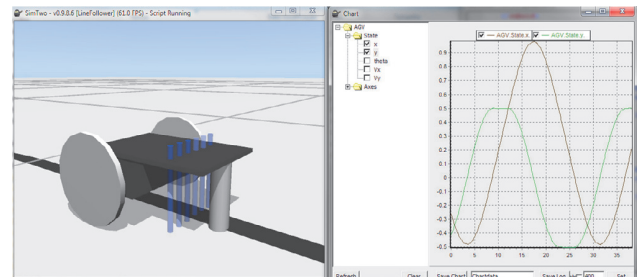 SimTwo - v0.9.8.6 [LineFollower] (61.0 FPS) - Script Running
Chart
AGV
State
x
y
theta
Vx
Vy
Axes
AGV.State.x
AGV.State.y
0.9
0.8
0.7
0.6
0.5
0.4
0.3
0.2
0.1
0
-0.1
-0.2
-0.3
-0.4
-0.5
0 5 10 15 20 25 30 35
Refresh Clear Save Chart Chartdata Save Log 400 Set